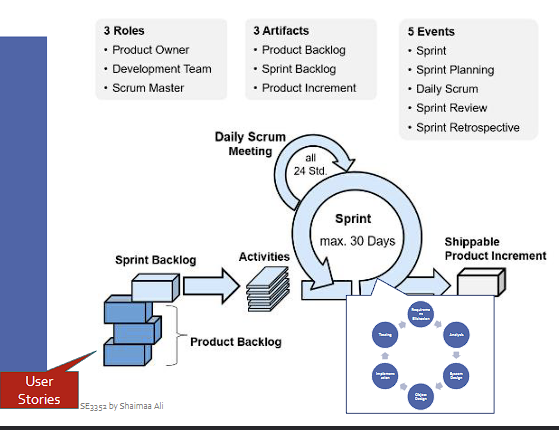 3 Roles
• Product Owner
• Development Team
• Scrum Master
3 Artifacts
• Product Backlog
• Sprint Backlog
• Product Increment
5 Events
• Sprint
• Sprint Planning
• Daily Scrum
• Sprint Review
• Sprint Retrospective
Daily Scrum
Meeting
all
24 Std.
Sprint
max. 30 Days
Sprint Backlog
Activities
Shippable
Product Increment
Product Backlog
User
Stories
SE3352 by Shaimaa Ali
Analysis
System
Design
Object
Design
Testing